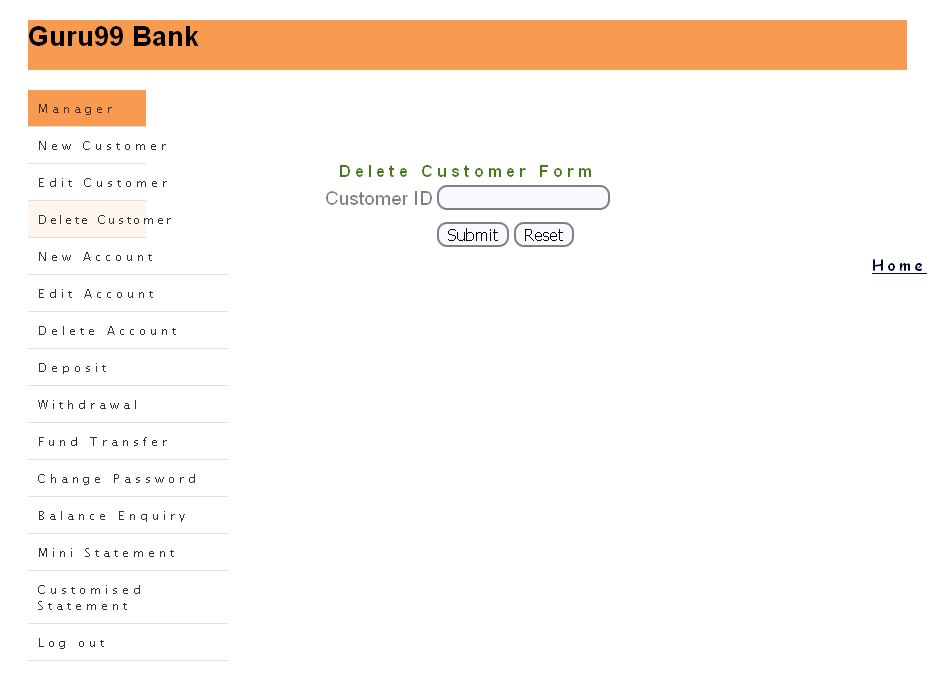 Guru99 Bank
Manager
New Customer
Edit Customer
Delete Customer
New Account
Edit Account
Delete Account
Deposit
Withdrawal
Fund Transfer
Change Password
Balance Enquiry
Mini Statement
Customised
Statement
Log out
Delete Customer Form
Customer ID
Submit Reset
Home